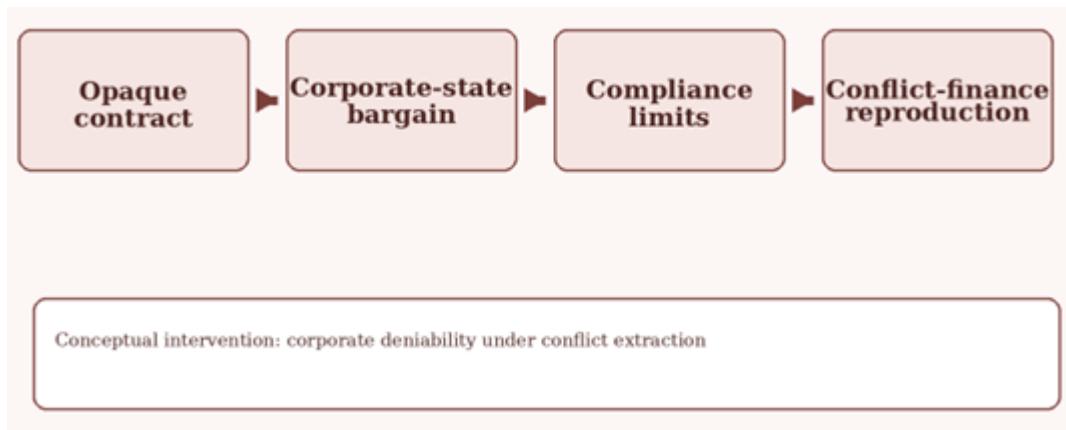 Opaque
contract
Corporate-state
bargain
Compliance
limits
Conflict-finance
reproduction
Conceptual intervention: corporate deniability under conflict extraction